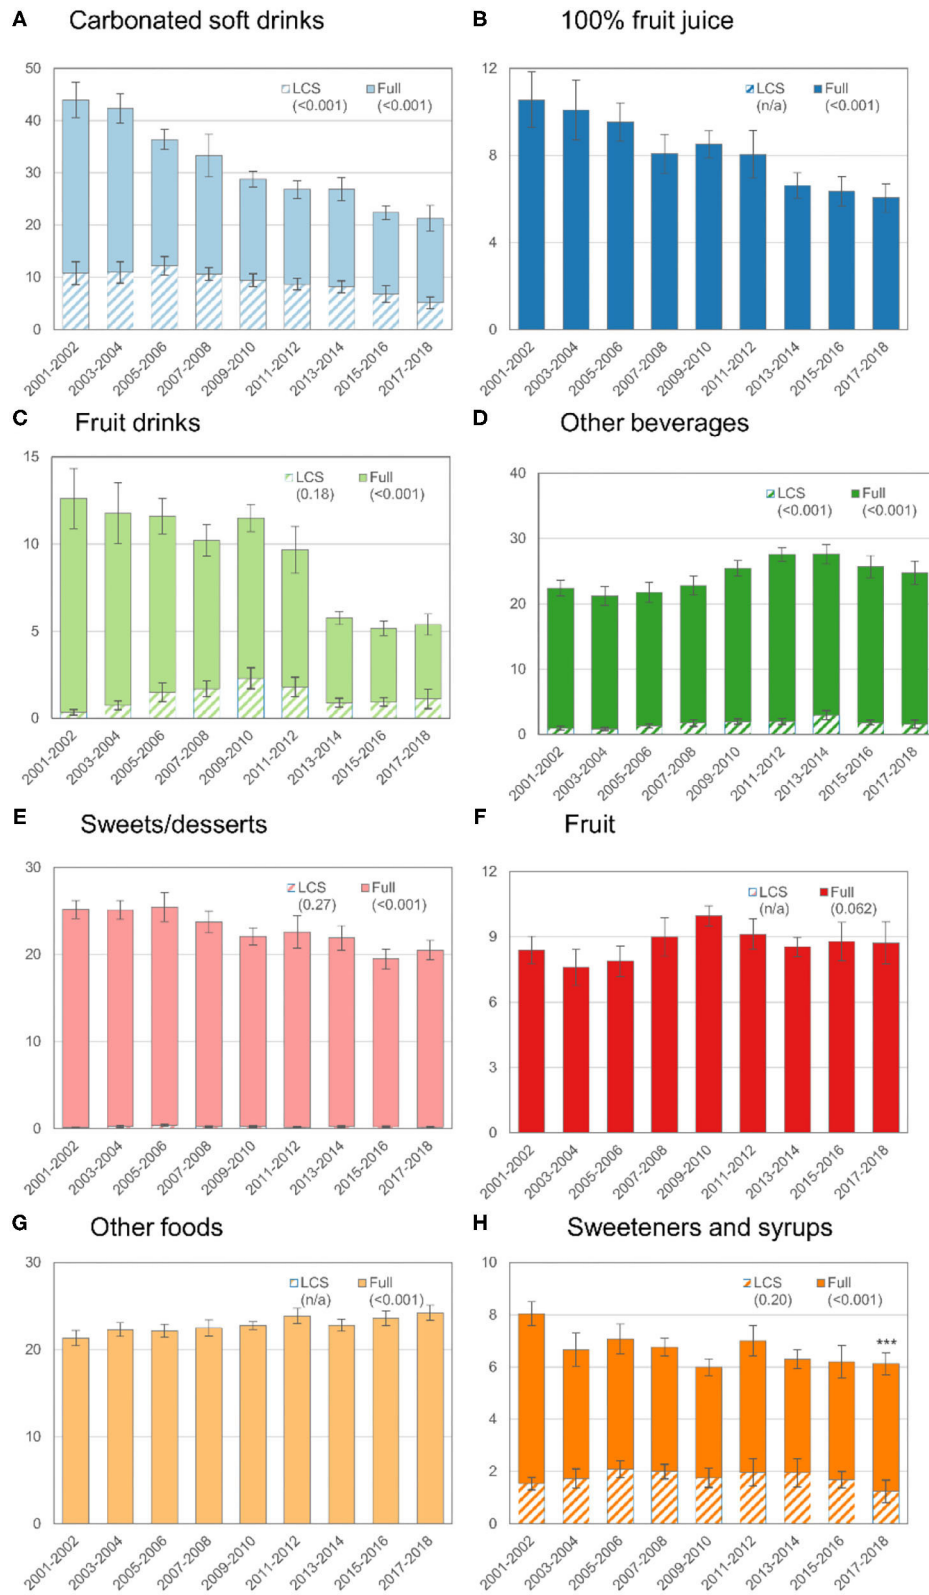 A Carbonated soft drinks
50
40
30
20
10
0
LCS Full
(<0.001) (<0.001)
2001-2002 2003-2004 2005-2006 2007-2008 2009-2010 2011-2012 2013-2014 2015-2016 2017-2018
B 100% fruit juice
12
8
4
0
LCS Full
(n/a) (<0.001)
2001-2002 2003-2004 2005-2006 2007-2008 2009-2010 2011-2012 2013-2014 2015-2016 2017-2018
C Fruit drinks
15
10
5
0
LCS Full
(0.18) (<0.001)
2001-2002 2003-2004 2005-2006 2007-2008 2009-2010 2011-2012 2013-2014 2015-2016 2017-2018
D Other beverages
40
30
20
10
0
LCS Full
(<0.001) (<0.001)
2001-2002 2003-2004 2005-2006 2007-2008 2009-2010 2011-2012 2013-2014 2015-2016 2017-2018
E Sweets/desserts
30
20
10
0
LCS Full
(0.27) (<0.001)
2001-2002 2003-2004 2005-2006 2007-2008 2009-2010 2011-2012 2013-2014 2015-2016 2017-2018
F Fruit
12
9
6
3
0
LCS Full
(n/a) (0.062)
2001-2002 2003-2004 2005-2006 2007-2008 2009-2010 2011-2012 2013-2014 2015-2016 2017-2018
G Other foods
30
20
10
0
LCS Full
(n/a) (<0.001)
2001-2002 2003-2004 2005-2006 2007-2008 2009-2010 2011-2012 2013-2014 2015-2016 2017-2018
H Sweeteners and syrups
10
8
6
4
2
0
LCS Full
(0.20) (<0.001)
***
2001-2002 2003-2004 2005-2006 2007-2008 2009-2010 2011-2012 2013-2014 2015-2016 2017-2018